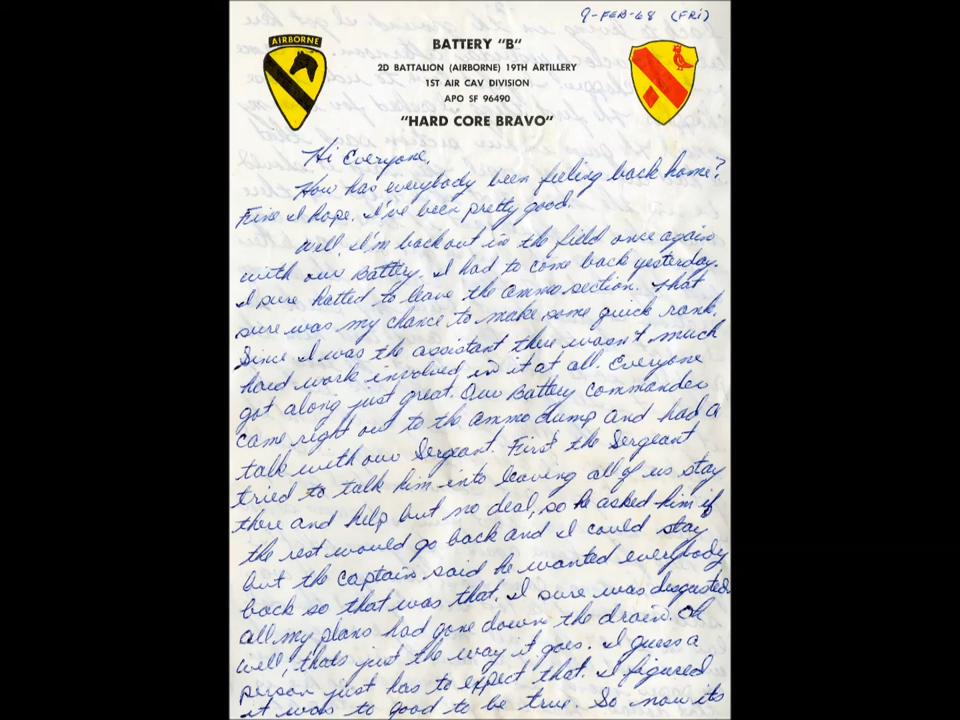 9-FEB-68 (FRI)
AIRBORNE
BATTERY "B"
2D BATTALION (AIRBORNE) 19TH ARTILLERY
1ST AIR CAV DIVISION
APO SF 96490
"HARD CORE BRAVO"
Hi Everyone,
How has everybody been feeling back home?
Fine I hope. I've been pretty good.
Well, I'm back out in the field once again
with our Battery. I had to come back yesterday.
I sure hatted to leave the ammo section. That
sure was my chance to make some quick rank.
Since I was the assistant there wasn't much
hard work involved in it at all. Everyone
got along just great. Our Battery Commander
came right out to the ammo dump and had a
talk with our Sergeant. First the Sergeant
tried to talk him into leaving all of us stay
there and help but no deal, so he asked him if
the rest would go back and I could stay
but the Captain said he wanted everybody
back so that was that. I sure was disgusted
all my plans had gone down the drain. Oh
well, thats just the way it goes. I guess a
person just has to expect that. I figured
it was to good to be true. So now its